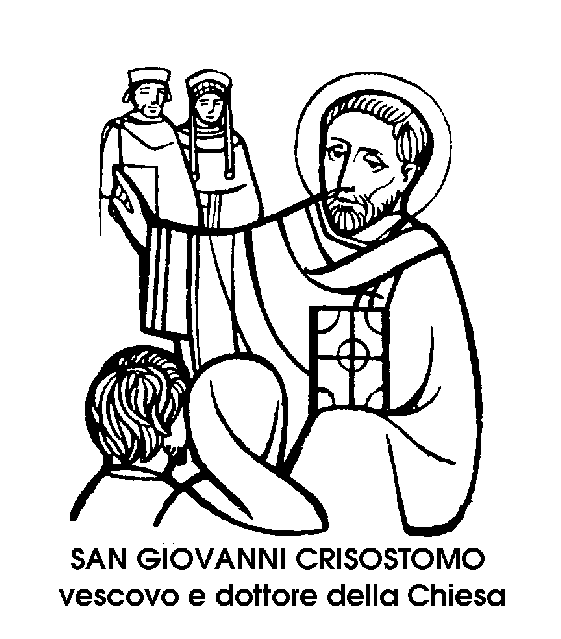 SAN GIOVANNI CRISOSTOMO
vescovo e dottore della Chiesa